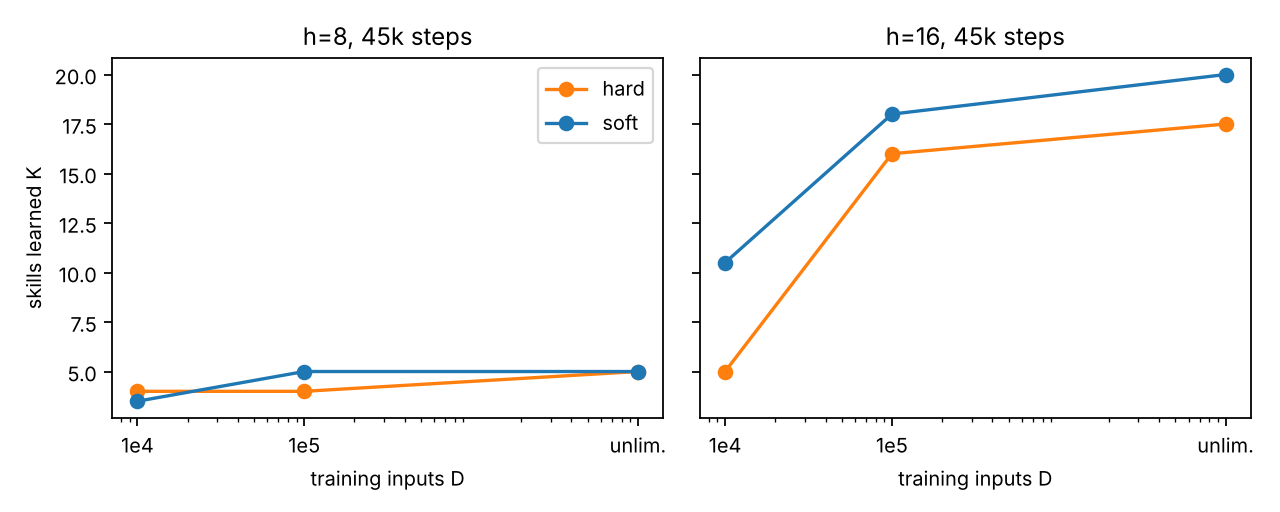 h=8, 45k steps
hard
soft
20.0
17.5
15.0
12.5
10.0
7.5
5.0
skills learned K
1e4
1e5
unlim.
training inputs D
h=16, 45k steps
1e4
1e5
unlim.
training inputs D